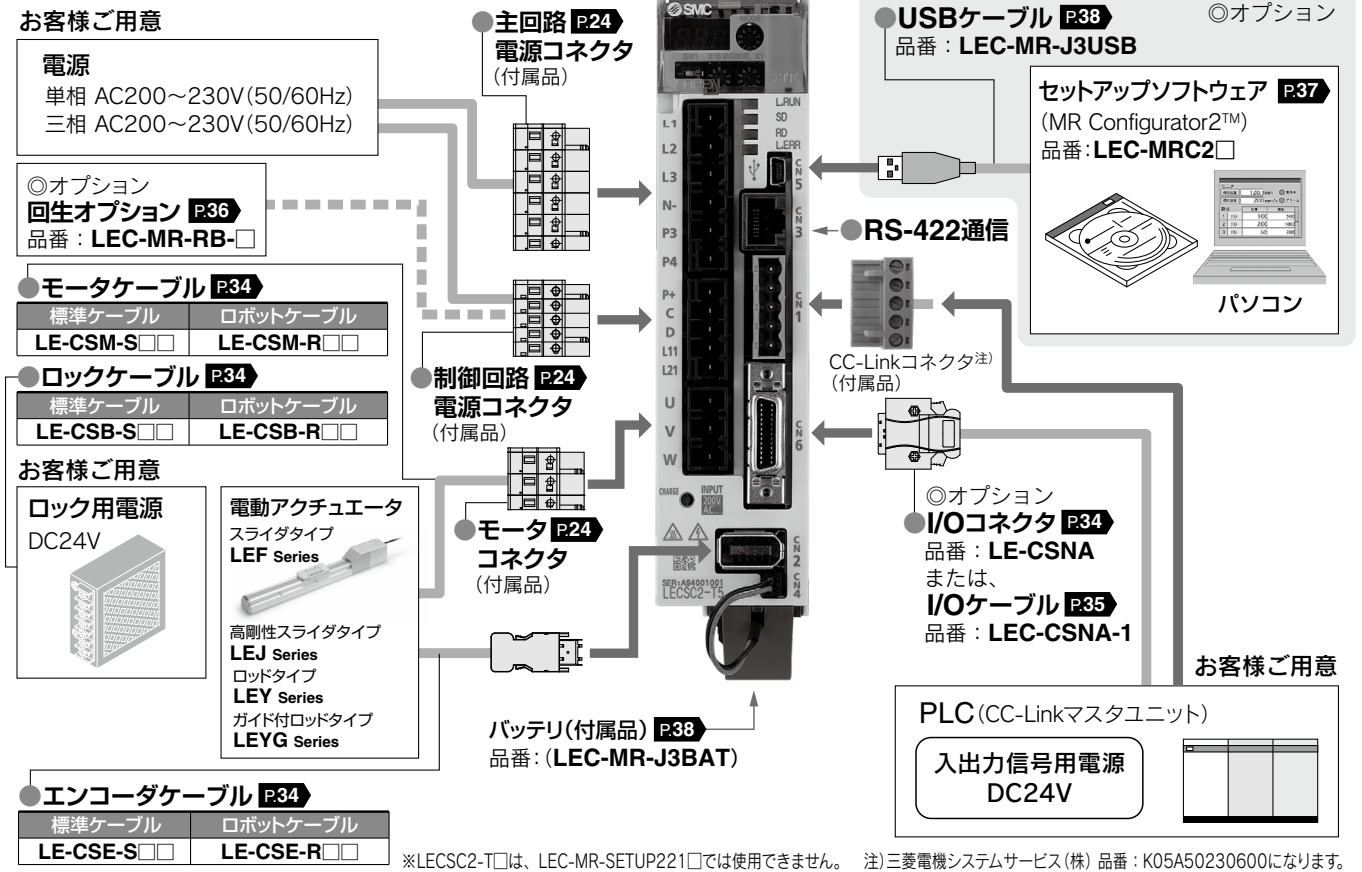 お客様ご用意
電源
単相 AC200～230V(50/60Hz)
三相 AC200～230V(50/60Hz)
◎オプション
回生オプション P.36
品番：LEC-MR-RB-□
●モータケーブル P.34
標準ケーブル ロボットケーブル
LE-CSM-S□□ LE-CSM-R□□
●ロックケーブル P.34
標準ケーブル ロボットケーブル
LE-CSB-S□□ LE-CSB-R□□
お客様ご用意
ロック用電源
DC24V
電動アクチュエータ
スライダタイプ
LEF Series
高剛性スライダタイプ
LEJ Series
ロッドタイプ
LEY Series
ガイド付ロッドタイプ
LEYG Series
●エンコーダケーブル P.34
標準ケーブル ロボットケーブル
LE-CSE-S□□ LE-CSE-R□□
●主回路 P.24
電源コネクタ
(付属品)
●制御回路 P.24
電源コネクタ
(付属品)
●モータ P.24
コネクタ
(付属品)
バッテリ(付属品) P.38
品番：(LEC-MR-J3BAT)
SMC
L1
L2
L3
N-
P3
P4
P+
C
D
L11
L21
U
V
W
L.RUN
SD
RD
L.ERR
CN5
CN3
CN1
CN6
CN2
CN4
CHARGE
INPUT
200V
AC
SER:A94001001
LECSC2-T5
◎オプション
●USBケーブル P.38
品番：LEC-MR-J3USB
セットアップソフトウェア P.37
(MR Configurator2™)
品番:LEC-MRC2□
パソコン
●RS-422通信
CC-Linkコネクタ注)
(付属品)
◎オプション
●I/Oコネクタ P.34
品番：LE-CSNA
または、
I/Oケーブル P.35
品番：LEC-CSNA-1
お客様ご用意
PLC(CC-Linkマスタユニット)
入出力信号用電源
DC24V
※LECSC2-T□は、LEC-MR-SETUP221□では使用できません。 注)三菱電機システムサービス(株) 品番：K05A50230600になります。